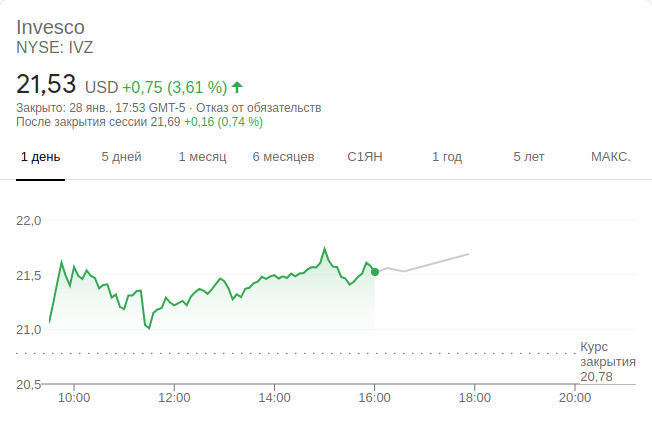 Invesco
NYSE: IVZ
21,53 USD +0,75 (3,61 %)
Закрыто: 28 янв., 17:53 GMT-5 · Отказ от обязательств
После закрытия сессии 21,69 +0,16 (0,74 %)
1 день 5 дней 1 месяц 6 месяцев С1ЯН 1 год 5 лет МАКС.
22,0
21,5
21,0
Курс
закрытия
20,78
20,5
10:00 12:00 14:00 16:00 18:00 20:00